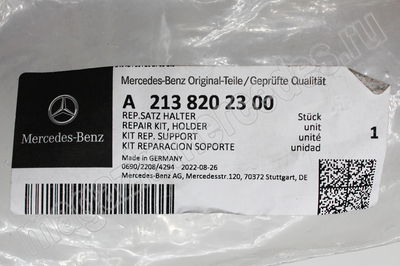 Mercedes-Benz Original-Teile/Geprüfte Qualität
Mercedes-Benz
A 213 820 23 00
REP.SATZ HALTER Stück
REPAIR KIT, HOLDER unit
KIT REP. SUPPORT unité 1
KIT REPARACION SOPORTE unidad
Made in GERMANY
0690/2208/4294 2022-08-26
Mercedes-Benz AG, Mercedesstr.120, 70372 Stuttgart, DE